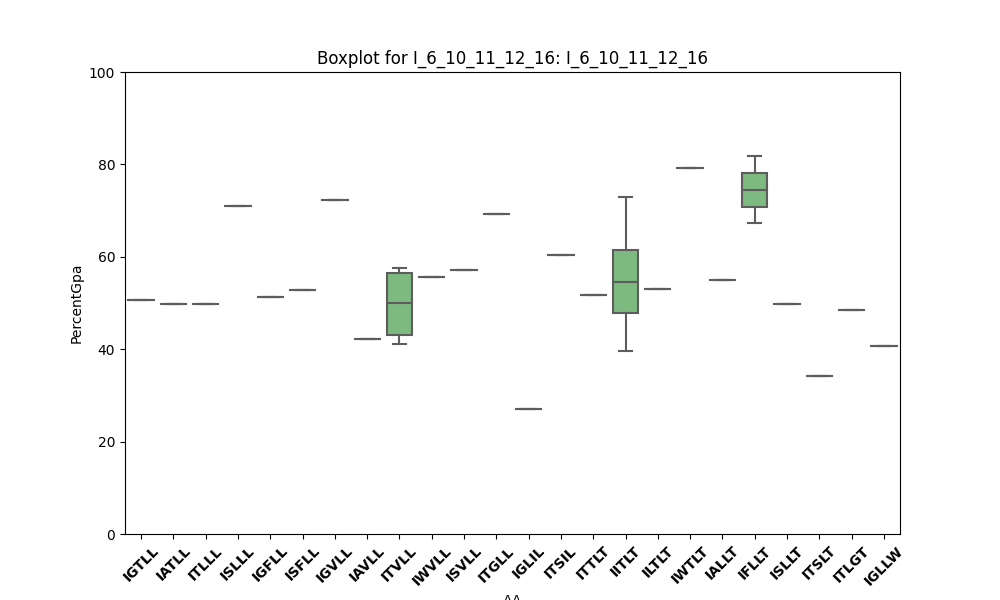 Boxplot for I_6_10_11_12_16: I_6_10_11_12_16
100
80
60
40
20
0
PercentGpa
IGTLL
IATLL
ITLLL
ISLLL
IGFLL
ISFLL
IGVLL
IAVLL
ITVLL
IWVLL
ISVLL
ITGLL
IGLIL
ITSIL
ITTLT
IITLT
ILTLT
IWTLT
IALLT
IFLLT
ISLLT
ITSLT
ITLGT
IGLLW
AA